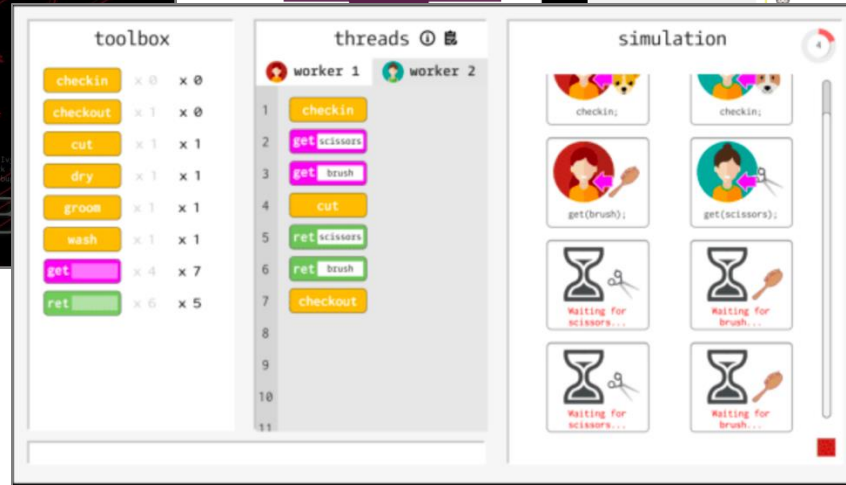 toolbox
checkin x 0 x 0
checkout x 1 x 0
cut x 1 x 1
dry x 1 x 1
groom x 1 x 1
wash x 1 x 1
get x 4 x 7
ret x 6 x 5
threads
worker 1 worker 2
1 checkin
2 get scissors
3 get brush
4 cut
5 ret scissors
6 ret brush
7 checkout
8
9
10
11
simulation
4
checkin; checkin;
get(brush); get(scissors);
Waiting for Waiting for
scissors... brush...
Waiting for Waiting for
scissors... brush...